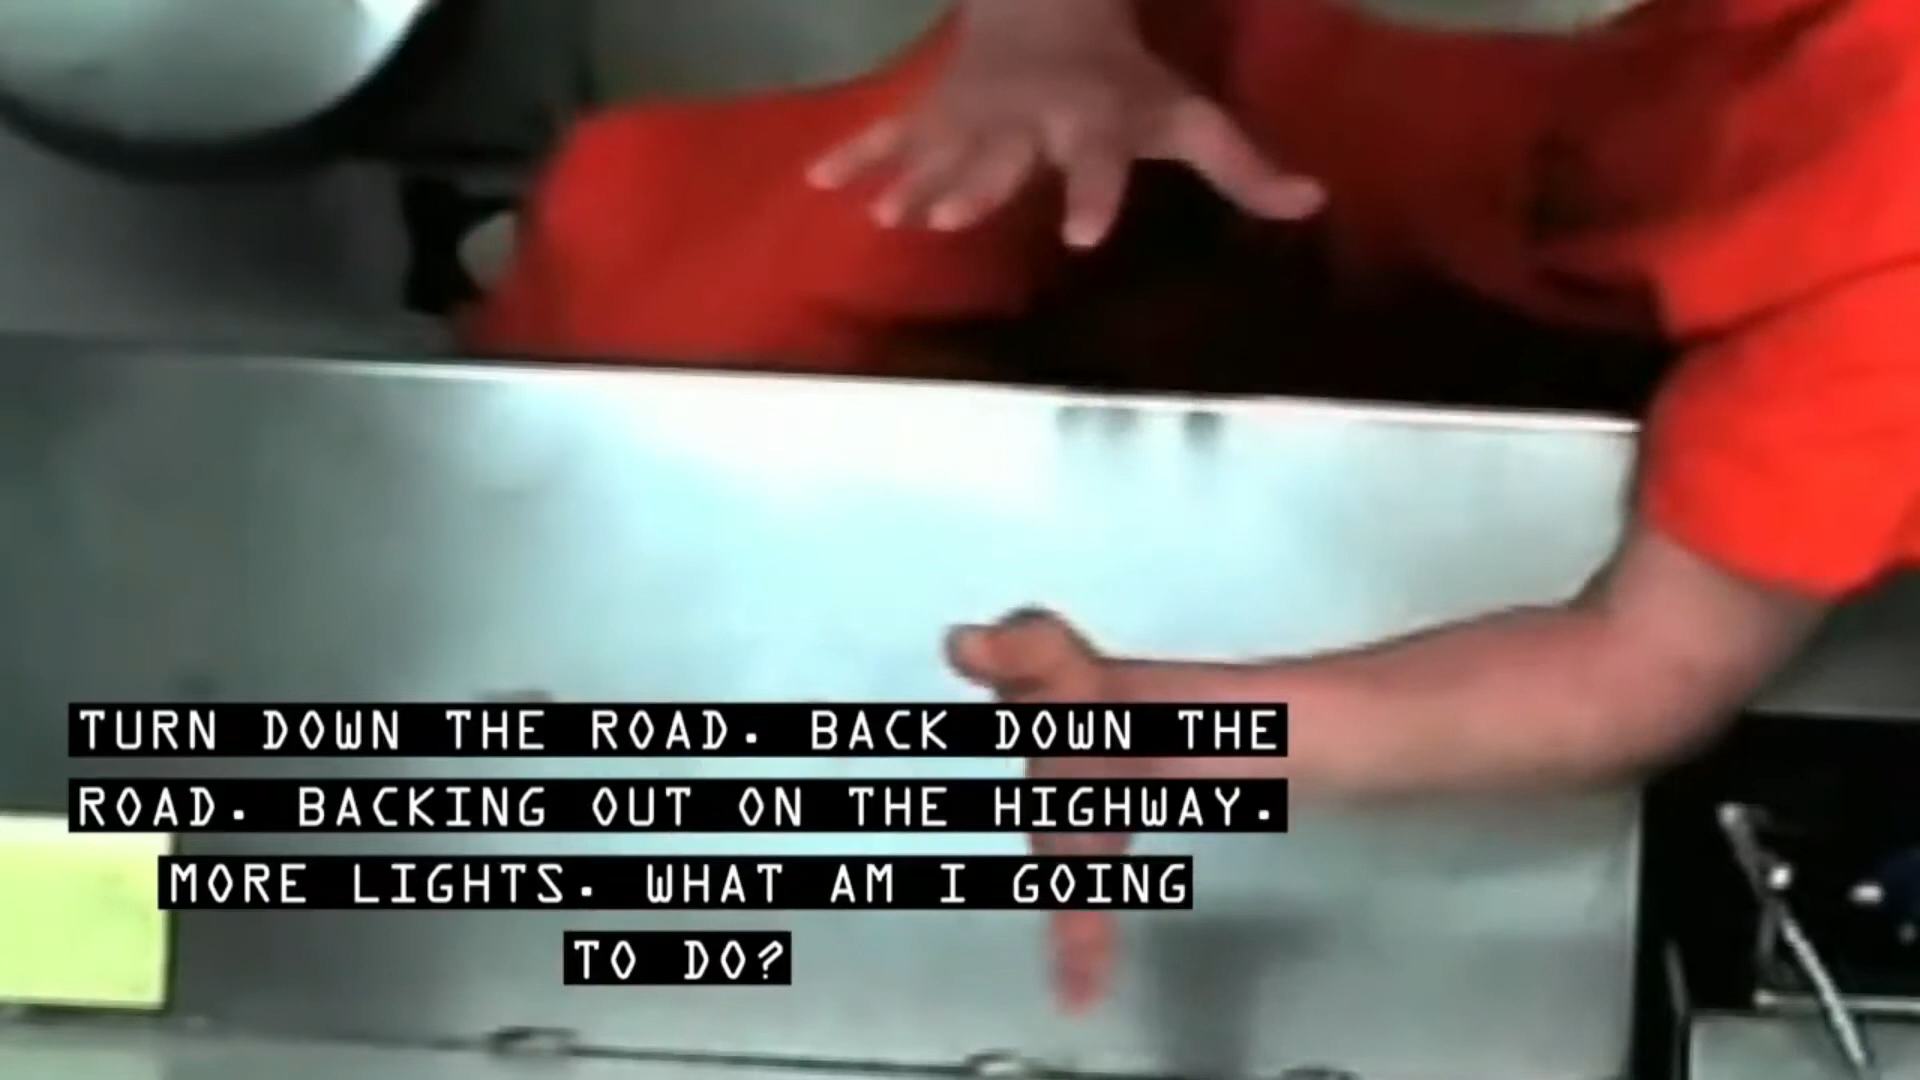 TURN DOWN THE ROAD. BACK DOWN THE
ROAD. BACKING OUT ON THE HIGHWAY.
MORE LIGHTS. WHAT AM I GOING
TO DO?